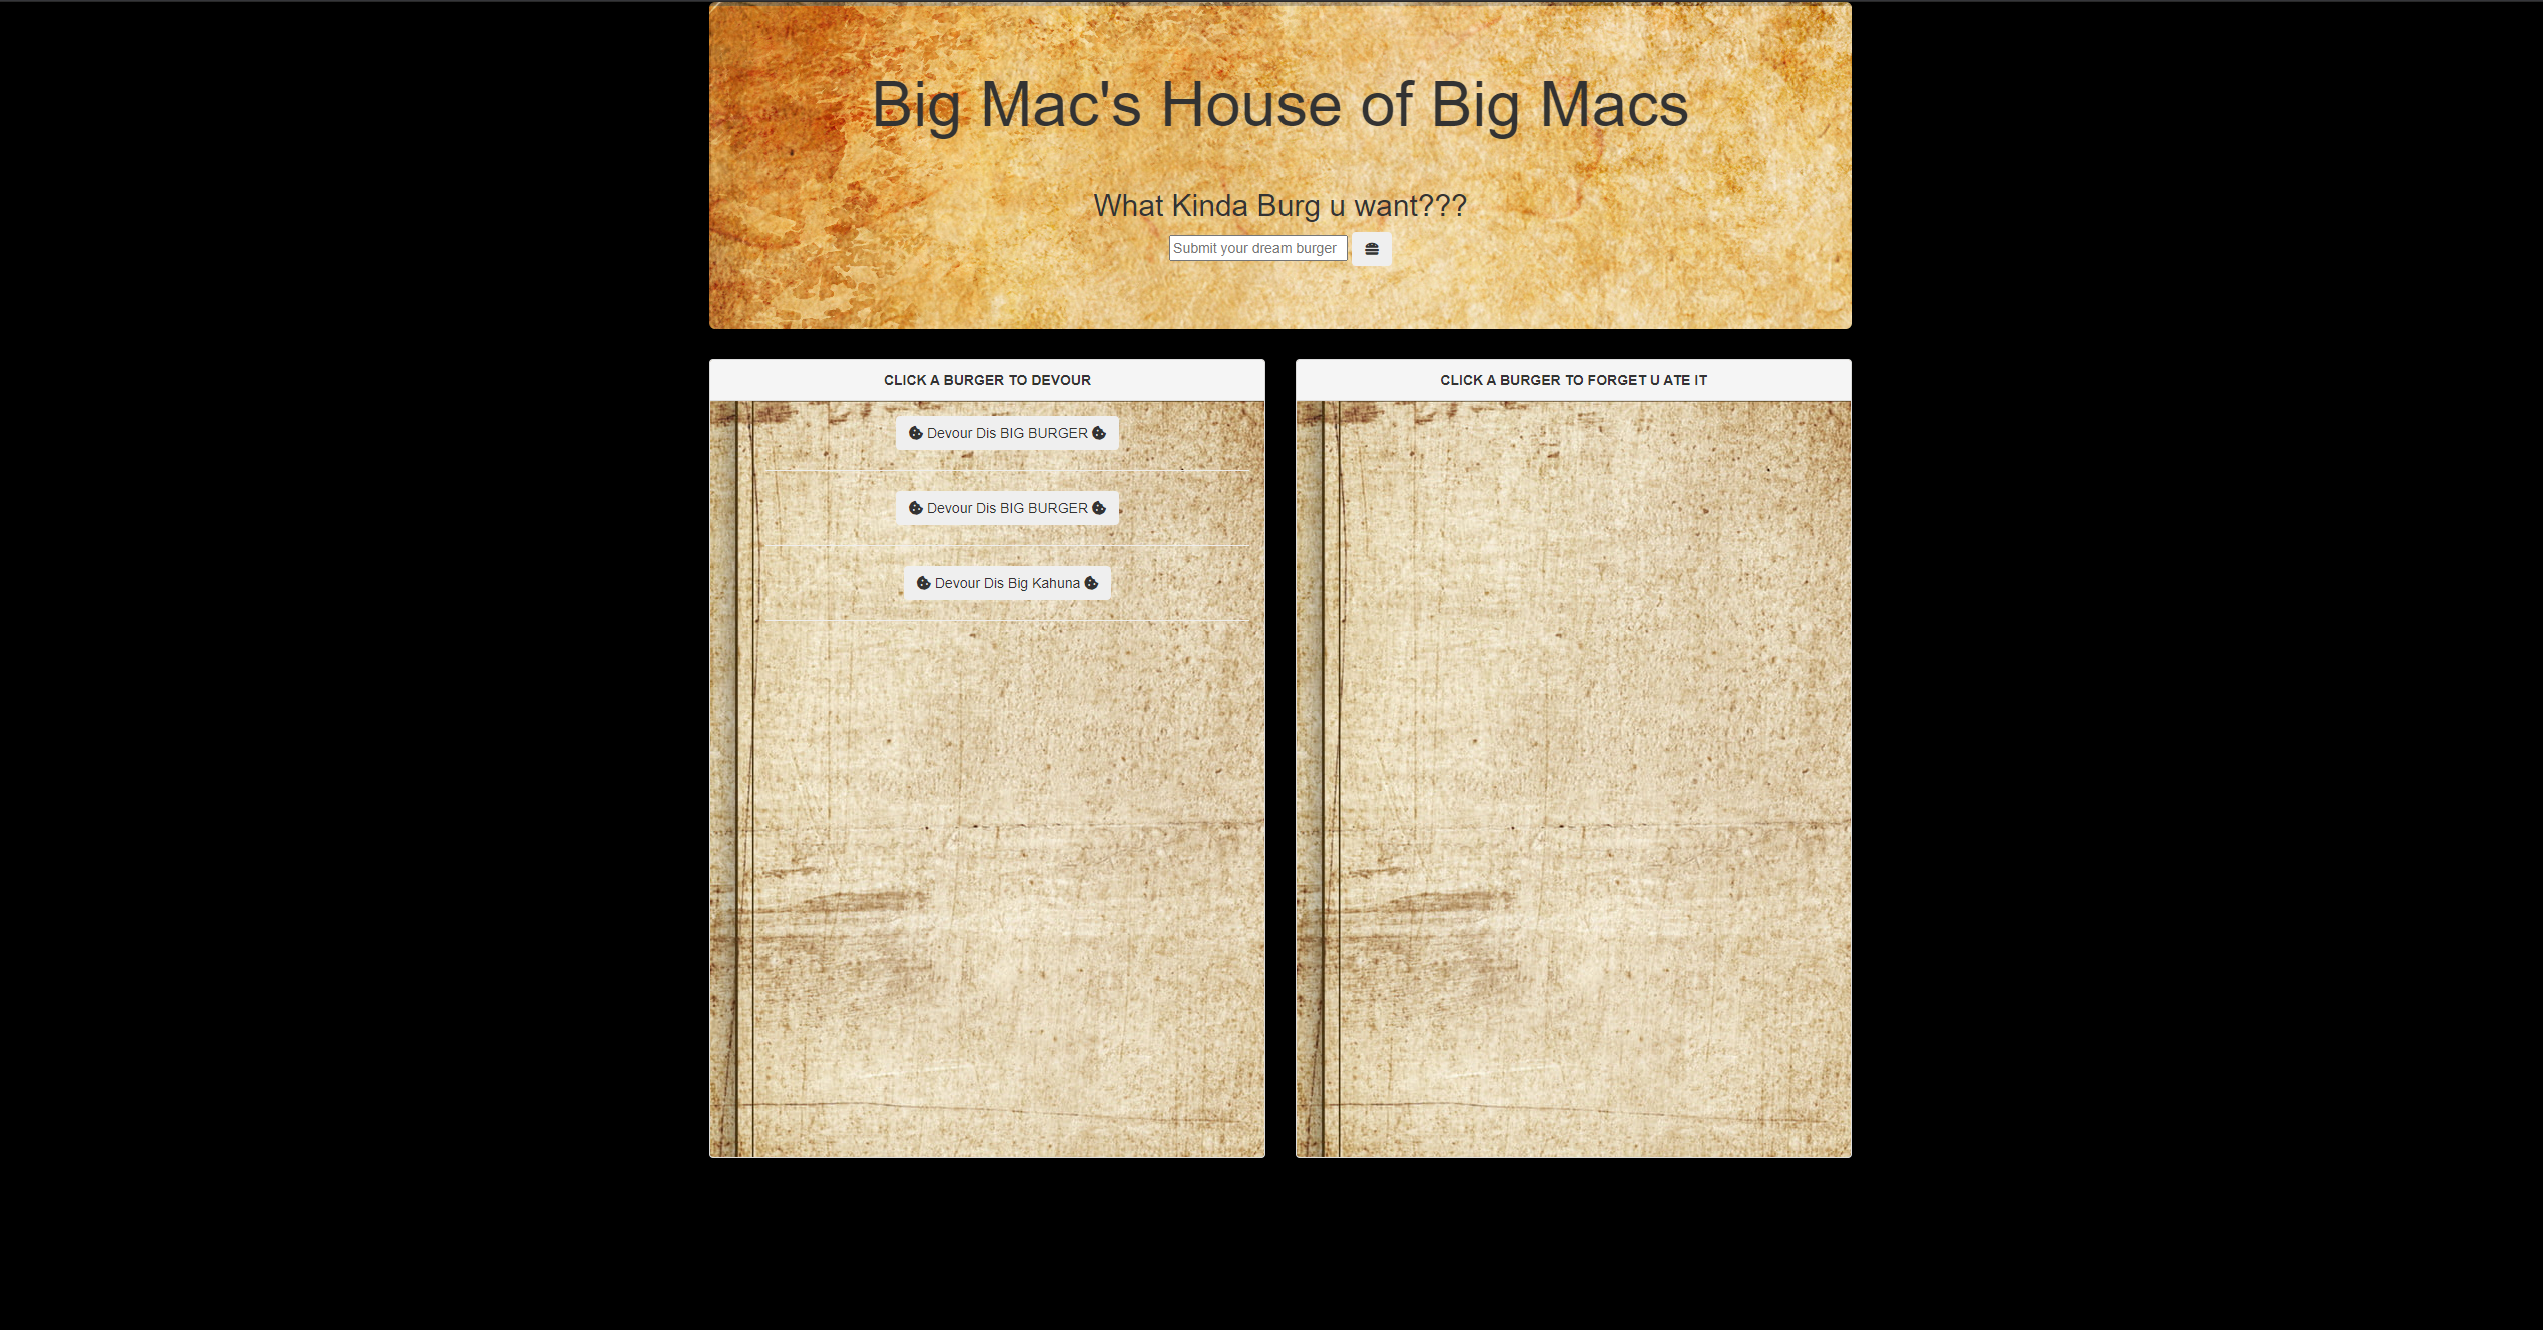 Big Mac's House of Big Macs
What Kinda Burg u want???
Submit your dream burger
CLICK A BURGER TO DEVOUR
Devour Dis BIG BURGER
Devour Dis BIG BURGER
Devour Dis Big Kahuna
CLICK A BURGER TO FORGET U ATE IT